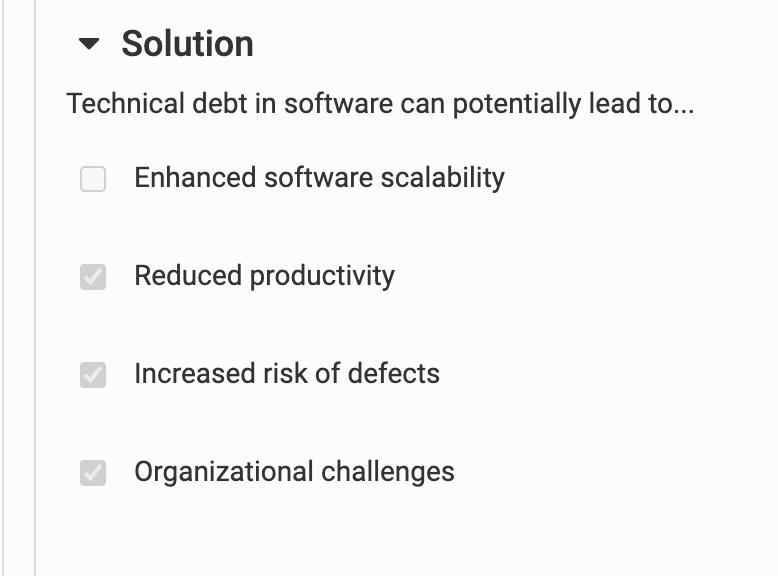 Solution
Technical debt in software can potentially lead to...
Enhanced software scalability
Reduced productivity
Increased risk of defects
Organizational challenges